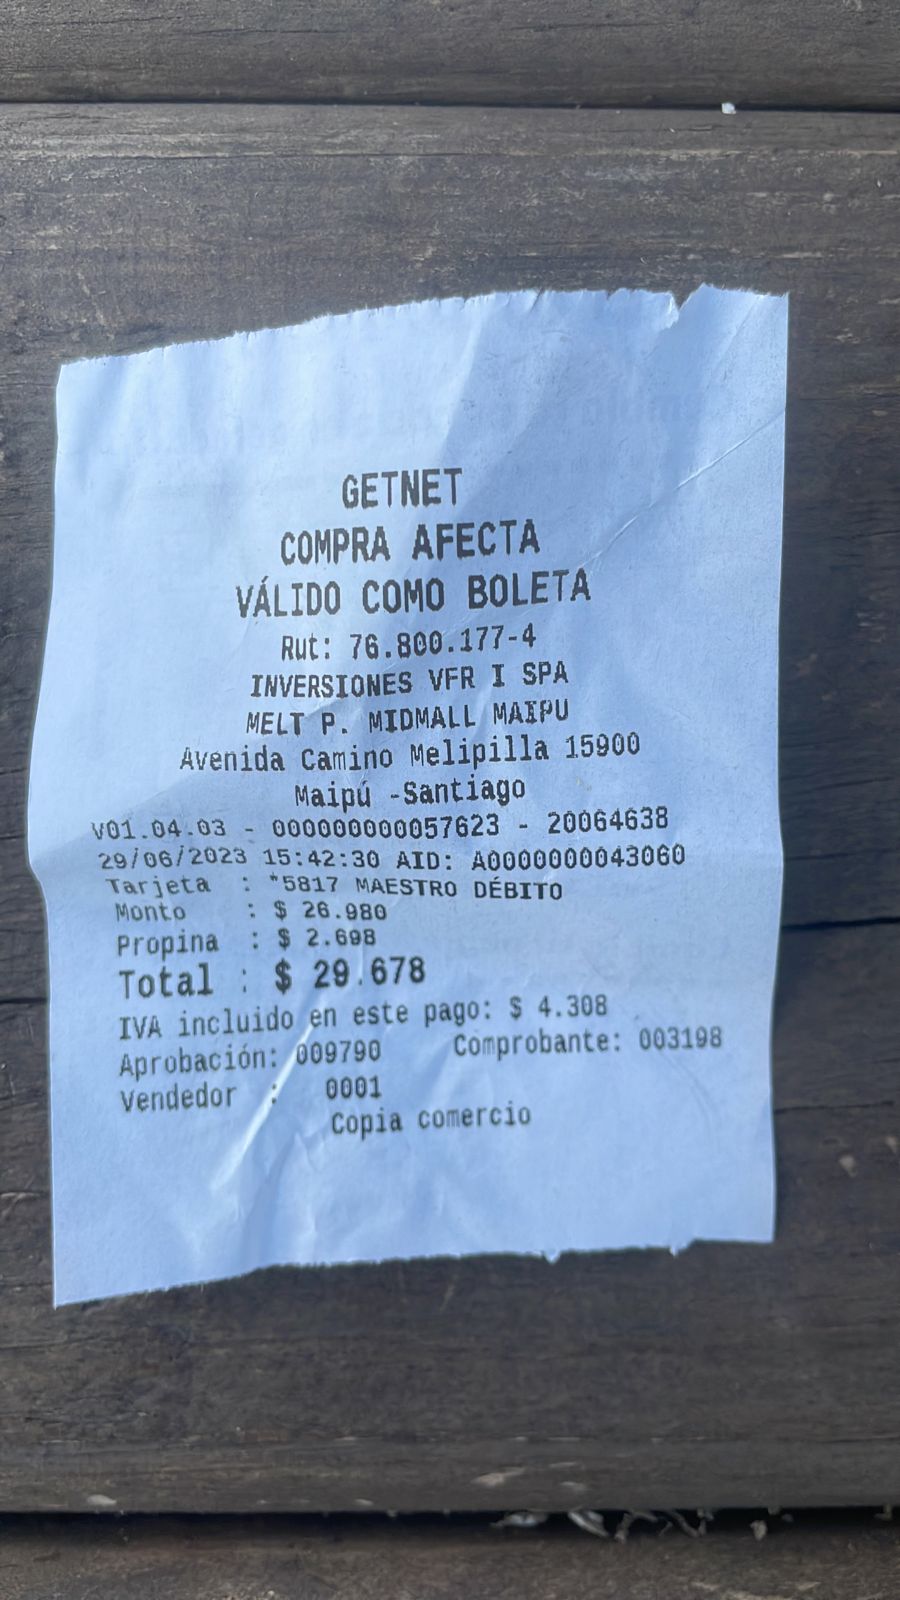 GETNET
COMPRA AFECTA
VÁLIDO COMO BOLETA
Rut: 76.800.177-4
INVERSIONES VFR I SPA
MELT P. MIDMALL MAIPU
Avenida Camino Melipilla 15900
Maipú -Santiago
V01.04.03 - 000000000057623 - 20064638
29/06/2023 15:42:30 AID: A0000000043060
Tarjeta : *5817 MAESTRO DÉBITO
Monto : $ 26.980
Propina : $ 2.698
Total : $ 29.678
IVA incluido en este pago: $ 4.308
Aprobación: 009790 Comprobante: 003198
Vendedor : 0001
Copia comercio